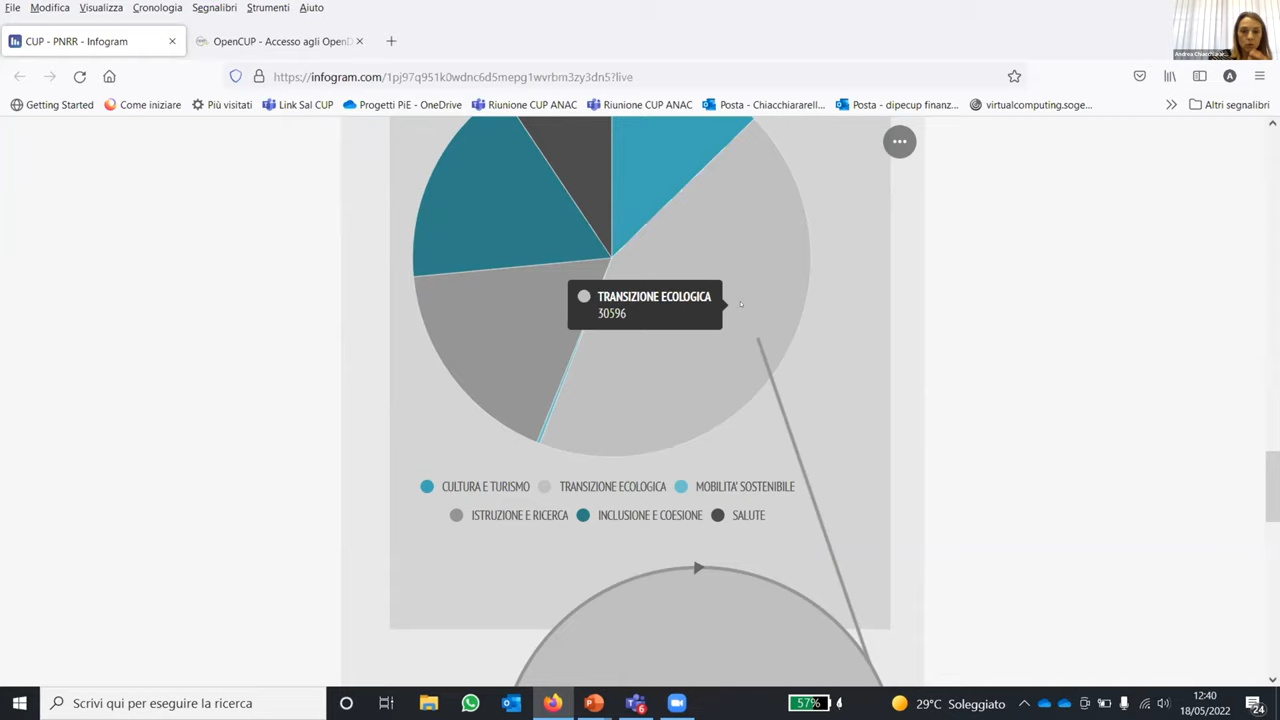 File Modifica Visualizza Cronologia Segnalibri Strumenti Aiuto
CUP - PNRR - Infogram
OpenCUP - Accesso agli OpenD
https://infogram.com/1pj97q951k0wdnc6d5mepg1wvrbm3zy3dn5?live
Getting Started Come iniziare Più visitati Link Sal CUP Progetti PiE - OneDrive Riunione CUP ANAC Riunione CUP ANAC Posta - Chiacchiararell... Posta - dipecup finanz... virtualcomputing.soge... Altri segnalibri
TRANSIZIONE ECOLOGICA
30596
CULTURA E TURISMO TRANSIZIONE ECOLOGICA MOBILITA' SOSTENIBILE
ISTRUZIONE E RICERCA INCLUSIONE E COESIONE SALUTE
Scrivi qui per eseguire la ricerca
6
57%
29°C Soleggiato
12:40
18/05/2022
24